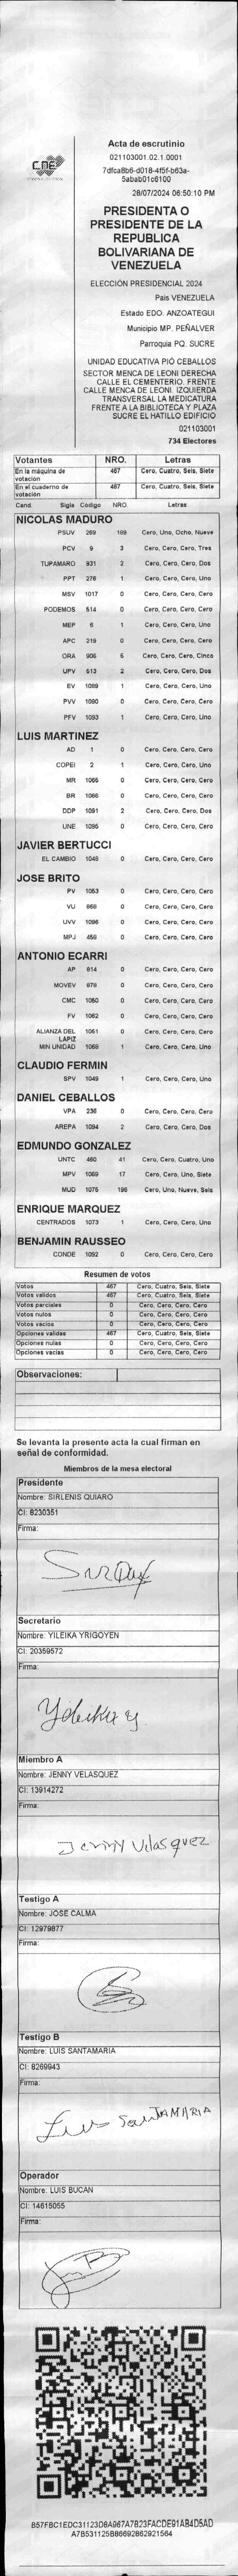 CNE
Acta de escrutinio
021103001.02.1.0001
7dfca8b6-d018-4f5f-b63a-
5abab01c6100
28/07/2024 06:50:10 PM
PRESIDENTA O
PRESIDENTE DE LA
REPUBLICA
BOLIVARIANA DE
VENEZUELA
ELECCIÓN PRESIDENCIAL 2024
Pais VENEZUELA
Estado EDO. ANZOATEGUI
Municipio MP. PEÑALVER
Parroquia PQ. SUCRE
UNIDAD EDUCATIVA PIÓ CEBALLOS
SECTOR MENCA DE LEONI DERECHA
CALLE EL CEMENTERIO. FRENTE
CALLE MENCA DE LEONI. IZQUIERDA
TRANSVERSAL LA MEDICATURA
FRENTE A LA BIBLIOTECA Y PLAZA
SUCRE EL HATILLO EDIFICIO
021103001
734 Electores
Votantes NRO. Letras
En la máquina de votación 467 Cero, Cuatro, Seis, Siete
En el cuaderno de votación 467 Cero, Cuatro, Seis, Siete
Cand. Sigla Código NRO. Letras
NICOLAS MADURO
PSUV 269 189 Cero, Uno, Ocho, Nueve
PCV 9 3 Cero, Cero, Cero, Tres
TUPAMARO 931 2 Cero, Cero, Cero, Dos
PPT 276 1 Cero, Cero, Cero, Uno
MSV 1017 0 Cero, Cero, Cero, Cero
PODEMOS 514 0 Cero, Cero, Cero, Cero
MEP 6 1 Cero, Cero, Cero, Uno
APC 219 0 Cero, Cero, Cero, Cero
ORA 906 5 Cero, Cero, Cero, Cinco
UPV 513 2 Cero, Cero, Cero, Dos
EV 1089 1 Cero, Cero, Cero, Uno
PVV 1090 0 Cero, Cero, Cero, Cero
PFV 1093 1 Cero, Cero, Cero, Uno
LUIS MARTINEZ
AD 1 0 Cero, Cero, Cero, Cero
COPEI 2 1 Cero, Cero, Cero, Uno
MR 1065 0 Cero, Cero, Cero, Cero
BR 1066 0 Cero, Cero, Cero, Cero
DDP 1091 2 Cero, Cero, Cero, Dos
UNE 1095 0 Cero, Cero, Cero, Cero
JAVIER BERTUCCI
EL CAMBIO 1048 0 Cero, Cero, Cero, Cero
JOSE BRITO
PV 1053 0 Cero, Cero, Cero, Cero
VU 868 0 Cero, Cero, Cero, Cero
UVV 1096 0 Cero, Cero, Cero, Cero
MPJ 458 0 Cero, Cero, Cero, Cero
ANTONIO ECARRI
AP 814 0 Cero, Cero, Cero, Cero
MOVEV 978 0 Cero, Cero, Cero, Cero
CMC 1050 0 Cero, Cero, Cero, Cero
FV 1062 0 Cero, Cero, Cero, Cero
ALIANZA DEL LAPIZ 1051 0 Cero, Cero, Cero, Cero
MIN UNIDAD 1058 1 Cero, Cero, Cero, Uno
CLAUDIO FERMIN
SPV 1049 1 Cero, Cero, Cero, Uno
DANIEL CEBALLOS
VPA 236 0 Cero, Cero, Cero, Cero
AREPA 1094 2 Cero, Cero, Cero, Dos
EDMUNDO GONZALEZ
UNTC 460 41 Cero, Cero, Cuatro, Uno
MPV 1069 17 Cero, Cero, Uno, Siete
MUD 1075 196 Cero, Uno, Nueve, Seis
ENRIQUE MARQUEZ
CENTRADOS 1073 1 Cero, Cero, Cero, Uno
BENJAMIN RAUSSEO
CONDE 1092 0 Cero, Cero, Cero, Cero
Resumen de votos
Votos 467 Cero, Cuatro, Seis, Siete
Votos validos 467 Cero, Cuatro, Seis, Siete
Votos parciales 0 Cero, Cero, Cero, Cero
Votos nulos 0 Cero, Cero, Cero, Cero
Votos vacios 0 Cero, Cero, Cero, Cero
Opciones validas 467 Cero, Cuatro, Seis, Siete
Opciones nulas 0 Cero, Cero, Cero, Cero
Opciones vacias 0 Cero, Cero, Cero, Cero
Observaciones:
Se levanta la presente acta la cual firman en
señal de conformidad.
Miembros de la mesa electoral
Presidente
Nombre: SIRLENIS QUIARO
CI: 8230351
Firma:
Secretario
Nombre: YILEIKA YRIGOYEN
CI: 20359572
Firma:
Yileika y
Miembro A
Nombre: JENNY VELASQUEZ
CI: 13914272
Firma:
Jenny Velasquez
Testigo A
Nombre: JOSE CALMA
CI: 12979877
Firma:
Testigo B
Nombre: LUIS SANTAMARIA
CI: 8269943
Firma:
Luis SanTAMARIA
Operador
Nombre: LUIS BUCAN
CI: 14615055
Firma:
B57FBC1EDC31123D8A967A7B23FACDE91AB4D5AD
A7B531125B86692B62921564